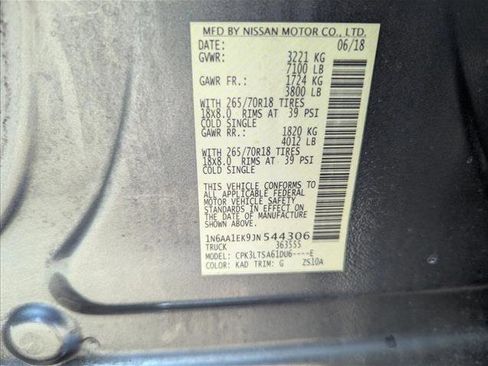 MFD BY NISSAN MOTOR CO., LTD.
DATE: 06/18
GVWR: 3221 KG
7100 LB
GAWR FR.: 1724 KG
3800 LB
WITH 265/70R18 TIRES
18x8.0 RIMS AT 39 PSI
COLD SINGLE
GAWR RR.: 1820 KG
4012 LB
WITH 265/70R18 TIRES
18x8.0 RIMS AT 39 PSI
COLD SINGLE
THIS VEHICLE CONFORMS TO
ALL APPLICABLE FEDERAL
MOTOR VEHICLE SAFETY
STANDARDS IN EFFECT ON
THE DATE OF MANUFACTURE
SHOWN ABOVE.
1N6AA1EK9JN544306
TRUCK 363555
MODEL: CPK3LTSA61DU6----E
COLOR: KAD TRIM: G ZS10A